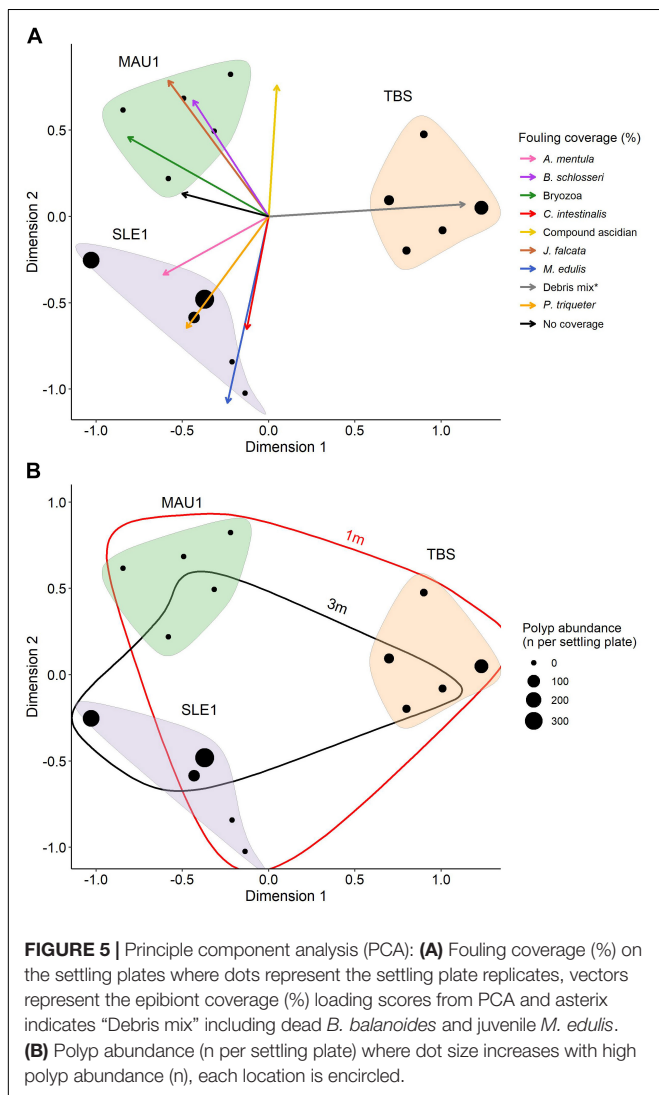 A
MAU1
TBS
SLE1
0.5
0.0
-0.5
-1.0
Dimension 2
-1.0
-0.5
0.0
0.5
1.0
Dimension 1
Fouling coverage (%)
A. mentula
B. schlosseri
Bryozoa
C. intestinalis
Compound ascidian
J. falcata
M. edulis
Debris mix*
P. triqueter
No coverage
B
MAU1
1m
TBS
3m
SLE1
1.0
0.5
0.0
-0.5
-1.0
Dimension 2
-1.0
-0.5
0.0
0.5
1.0
Dimension 1
Polyp abundance
(n per settling plate)
0
100
200
300
FIGURE 5 | Principle component analysis (PCA): (A) Fouling coverage (%) on
the settling plates where dots represent the settling plate replicates, vectors
represent the epibiont coverage (%) loading scores from PCA and asterix
indicates “Debris mix” including dead B. balanoides and juvenile M. edulis.
(B) Polyp abundance (n per settling plate) where dot size increases with high
polyp abundance (n), each location is encircled.